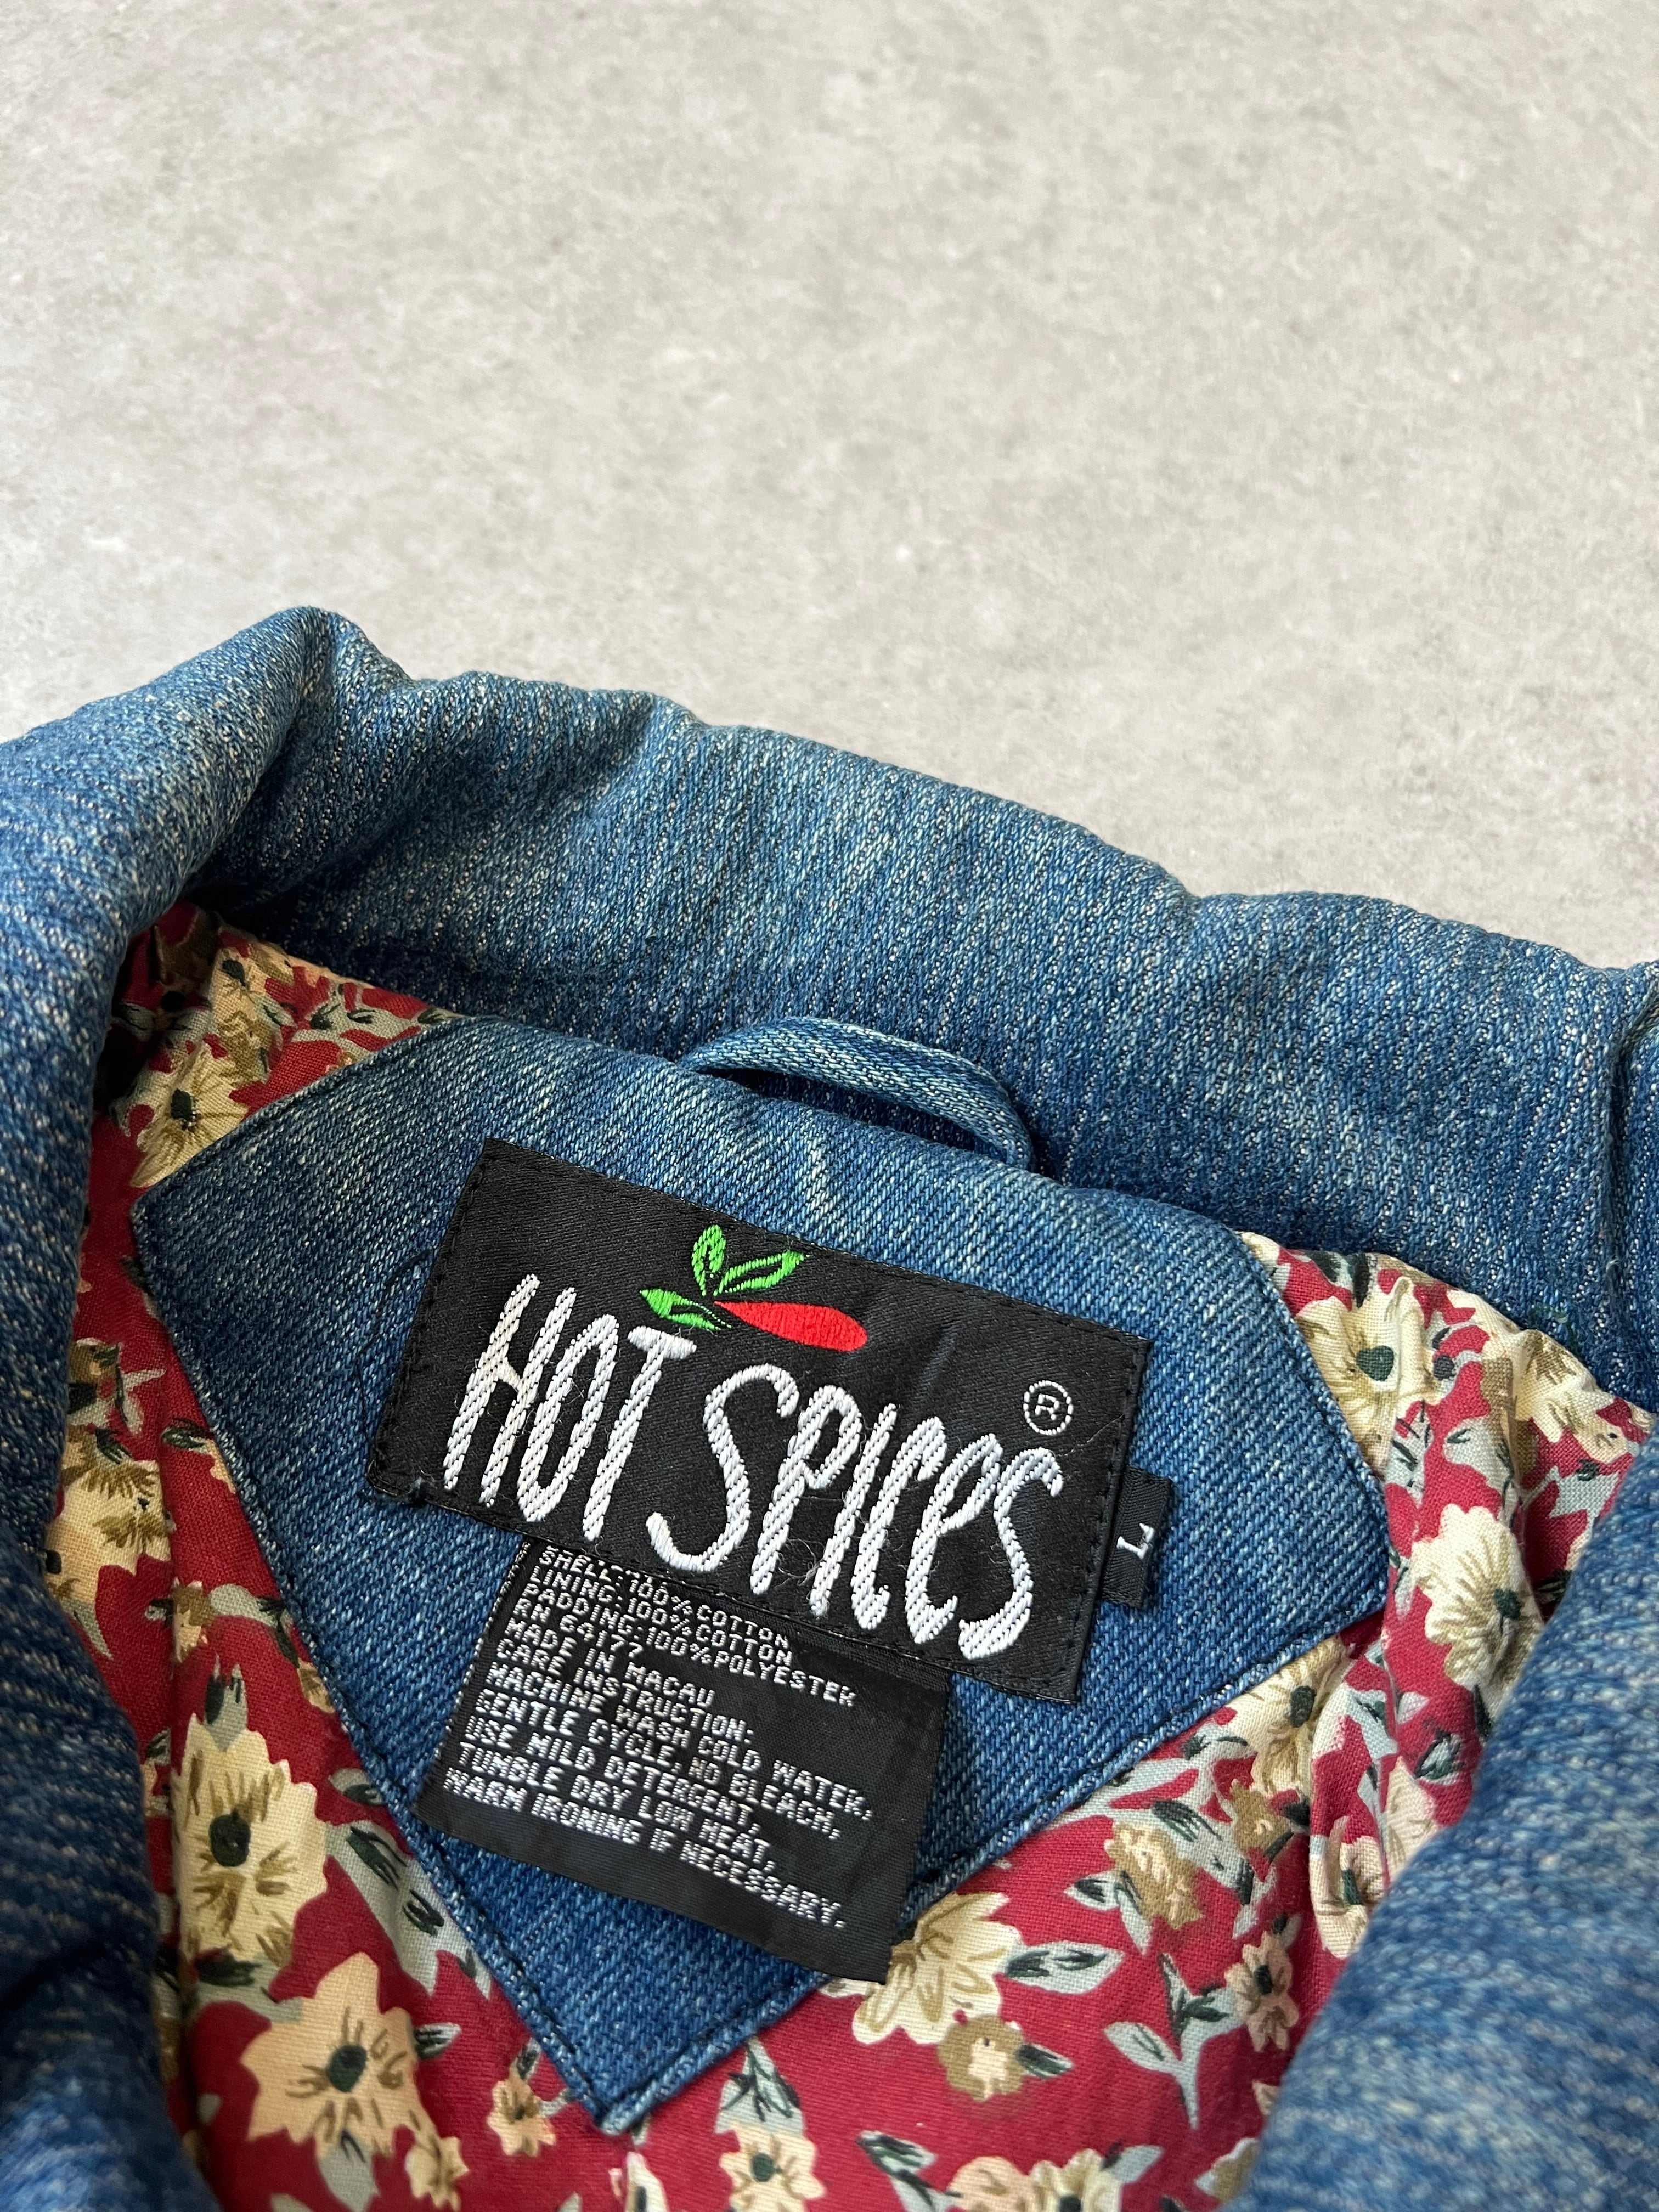 HOT SPICES ®
L
SHELL:100%COTTON
LINING:100%COTTON
PADDING:100%POLYESTER
RN 64177
MADE IN MACAU
CARE INSTRUCTION.
MACHINE WASH COLD WATER.
GENTLE CYCLE NO BLEACH,
USE MILD DETERGENT,
TUMBLE DRY LOW HEAT,
WARM IRONING IF NECESSARY.